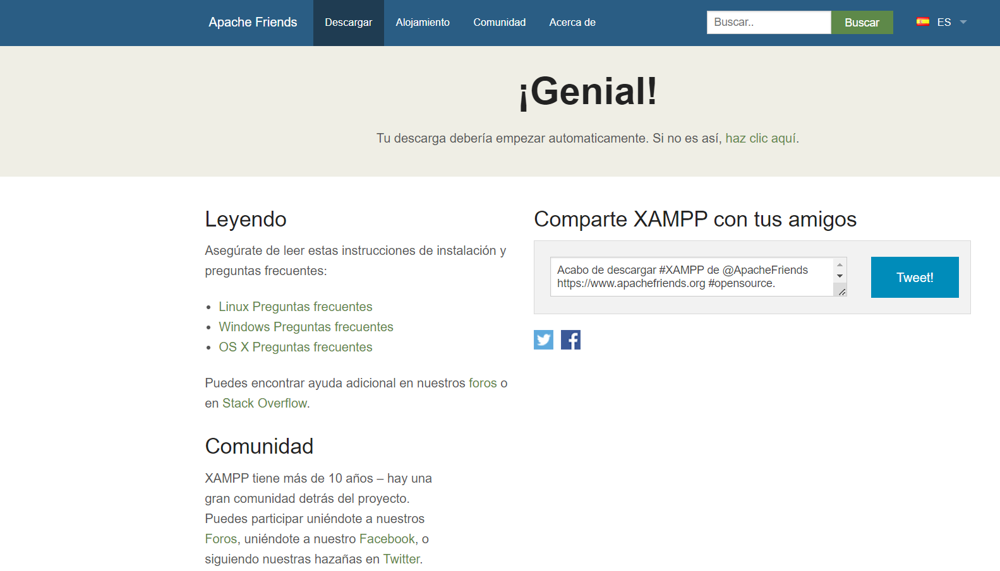 Apache Friends Descargar Alojamiento Comunidad Acerca de Buscar.. Buscar ES
¡Genial!
Tu descarga debería empezar automaticamente. Si no es así, haz clic aquí.
Leyendo
Asegúrate de leer estas instrucciones de instalación y
preguntas frecuentes:
Linux Preguntas frecuentes
Windows Preguntas frecuentes
OS X Preguntas frecuentes
Puedes encontrar ayuda adicional en nuestros foros o
en Stack Overflow.
Comunidad
XAMPP tiene más de 10 años – hay una
gran comunidad detrás del proyecto.
Puedes participar uniéndote a nuestros
Foros, uniéndote a nuestro Facebook, o
siguiendo nuestras hazañas en Twitter.
Comparte XAMPP con tus amigos
Acabo de descargar #XAMPP de @ApacheFriends
https://www.apachefriends.org #opensource.
Tweet!